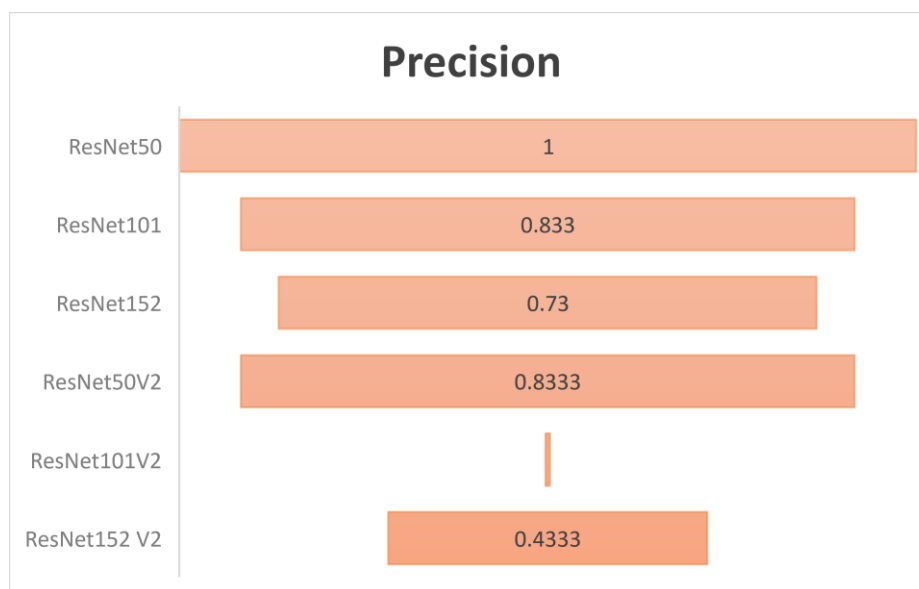 Precision
ResNet50
1
ResNet101
0.833
ResNet152
0.73
ResNet50V2
0.8333
ResNet101V2
ResNet152 V2
0.4333